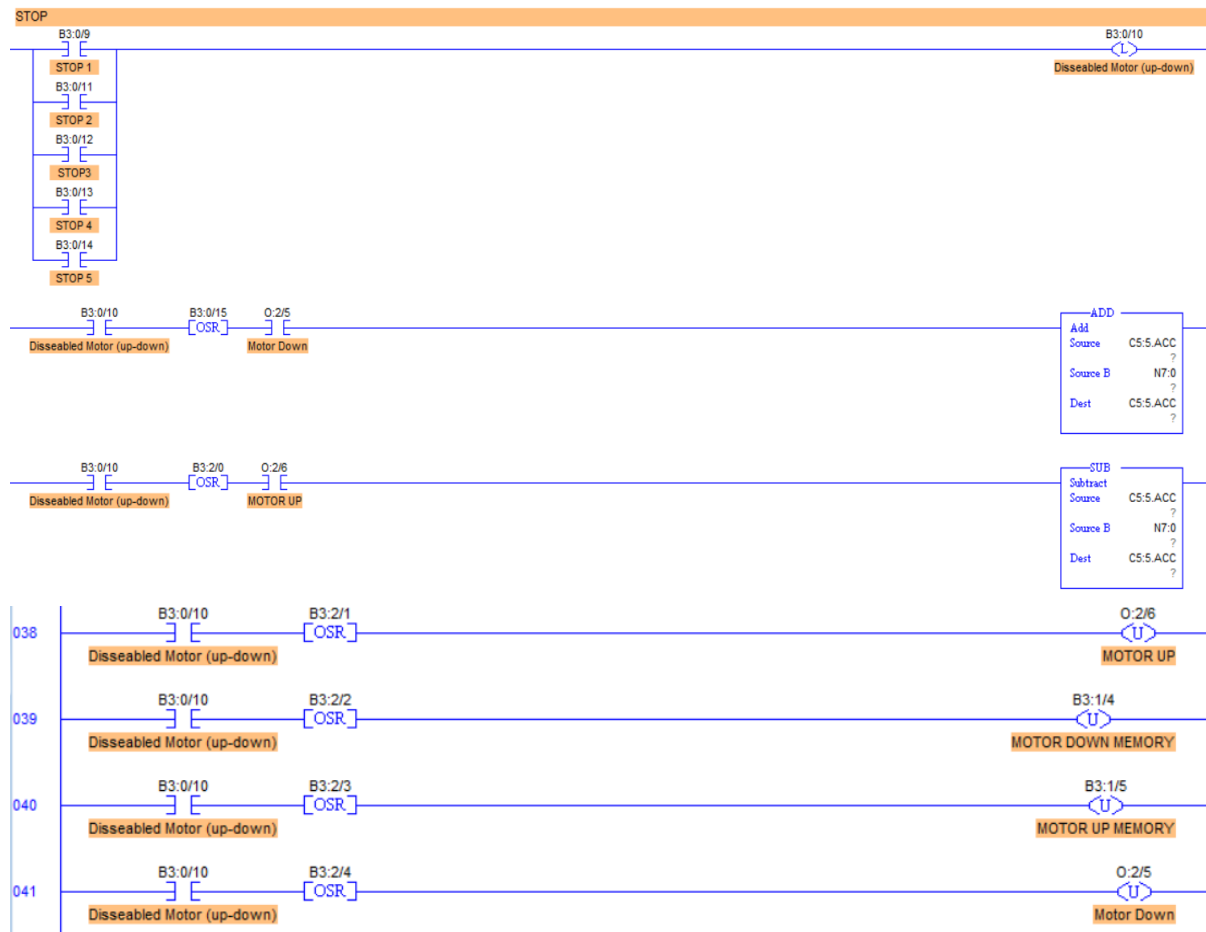 STOP
B3:0/9
B3:0/10
L
STOP 1
Disseabled Motor (up-down)
B3:0/11
STOP 2
B3:0/12
STOP3
B3:0/13
STOP 4
B3:0/14
STOP 5
B3:0/10
B3:0/15
O:2/5
ADD
OSR
Add
Disseabled Motor (up-down)
Motor Down
Source C5:5.ACC
?
Source B N7:0
?
Dest C5:5.ACC
?
B3:0/10
B3:2/0
O:2/6
SUB
OSR
Subtract
Disseabled Motor (up-down)
MOTOR UP
Source C5:5.ACC
?
Source B N7:0
?
Dest C5:5.ACC
?
B3:0/10
B3:2/1
O:2/6
038
OSR
U
Disseabled Motor (up-down)
MOTOR UP
B3:0/10
B3:2/2
B3:1/4
039
OSR
U
Disseabled Motor (up-down)
MOTOR DOWN MEMORY
B3:0/10
B3:2/3
B3:1/5
040
OSR
U
Disseabled Motor (up-down)
MOTOR UP MEMORY
B3:0/10
B3:2/4
O:2/5
041
OSR
U
Disseabled Motor (up-down)
Motor Down